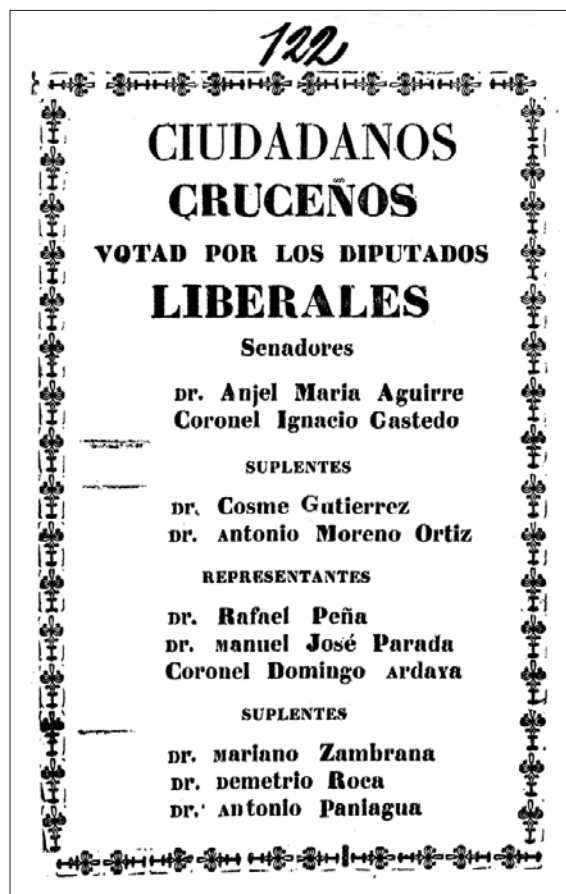 122
CIUDADANOS
CRUCEÑOS
VOTAD POR LOS DIPUTADOS
LIBERALES
Senadores
Dr. Anjel Maria Aguirre
Coronel Ignacio Castedo
SUPLENTES
Dr. Cosme Gutierrez
Dr. Antonio Moreno Ortiz
REPRESENTANTES
Dr. Rafael Peña
Dr. Manuel José Parada
Coronel Domingo Ardaya
SUPLENTES
Dr. Mariano Zambrana
Dr. Demetrio Roca
Dr. Antonio Paniagua